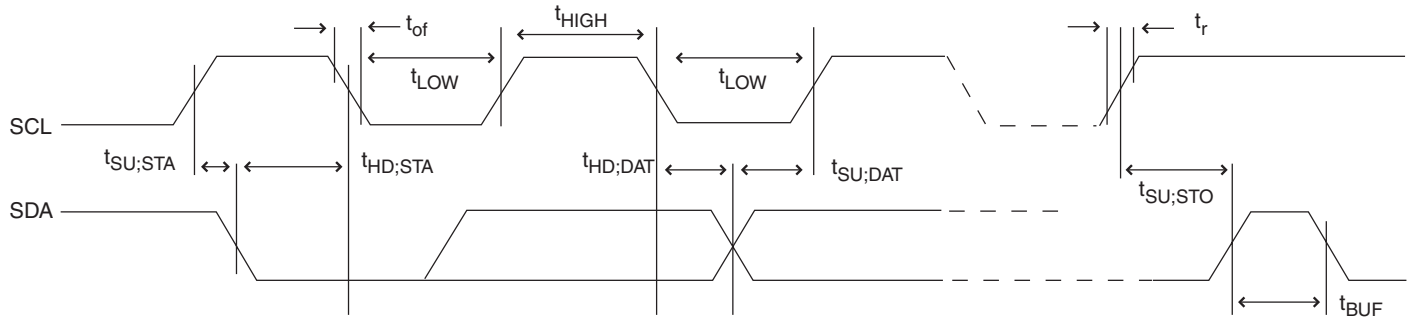 t_of
t_HIGH
t_r
t_LOW
t_LOW
SCL
t_SU;STA
t_HD;STA
t_HD;DAT
t_SU;DAT
t_SU;STO
SDA
t_BUF